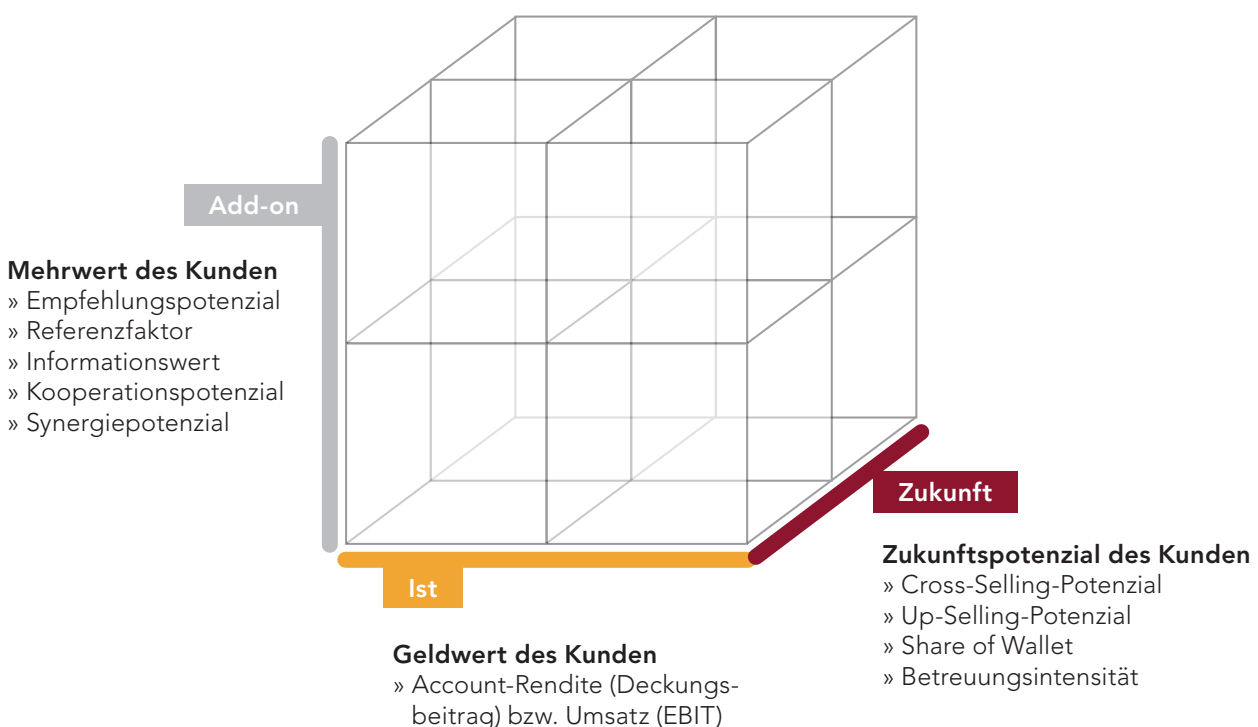 Add-on
Mehrwert des Kunden
» Empfehlungspotenzial
» Referenzfaktor
» Informationswert
» Kooperationspotenzial
» Synergiepotenzial
Zukunft
Zukunftspotenzial des Kunden
» Cross-Selling-Potenzial
» Up-Selling-Potenzial
» Share of Wallet
» Betreuungsintensität
Ist
Geldwert des Kunden
» Account-Rendite (Deckungs-
beitrag) bzw. Umsatz (EBIT)